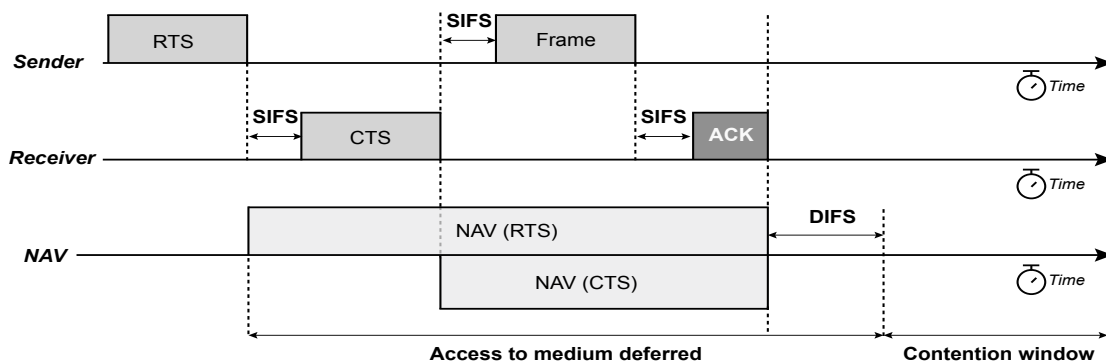 SIFS
RTS
Frame
Sender
Time
SIFS
SIFS
CTS
ACK
Receiver
Time
DIFS
NAV (RTS)
NAV
NAV (CTS)
Time
Access to medium deferred
Contention window